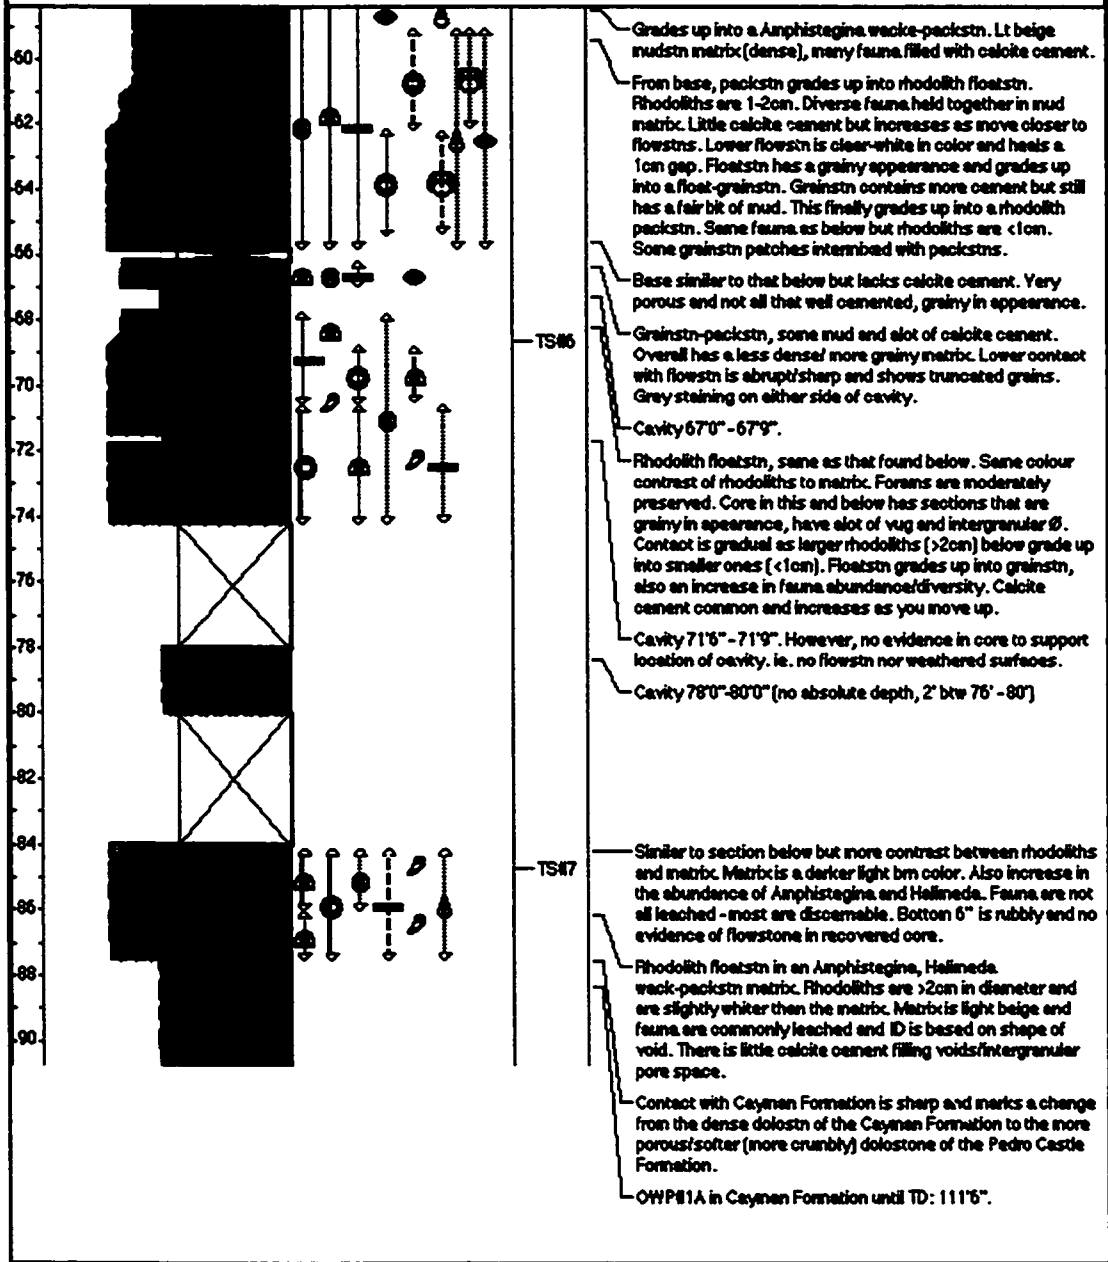 Grades up into a Amphistegina wacke-packstn. Lt beige
mudstn matrix (dense), many fauna filled with calcite cement.
-60
From base, packstn grades up into rhodolith floatstn.
Rhodoliths are 1-2cm. Diverse fauna held together in mud
matrix. Little calcite cement but increases as move closer to
flowstns. Lower flowstn is clear-white in color and heals a
1cm gap. Floatstn has a grainy appearance and grades up
into a float-grainstn. Grainstn contains more cement but still
has a fair bit of mud. This finally grades up into a rhodolith
packstn. Same fauna as below but rhodoliths are <1cm.
Some grainstn patches intermixed with packstns.
-62
-64
-66
Base similar to that below but lacks calcite cement. Very
porous and not all that well cemented, grainy in appearance.
-68
TS#6
Grainstn-packstn, some mud and alot of calcite cement.
Overall has a less dense/ more grainy matrix. Lower contact
with flowstn is abrupt/sharp and shows truncated grains.
Grey staining on either side of cavity.
-70
Cavity 67'0" - 67'9".
-72
Rhodolith floatstn, same as that found below. Same colour
contrast of rhodoliths to matrix. Forams are moderately
preserved. Core in this and below has sections that are
grainy in apearance, have alot of vug and intergranular Ø.
Contact is gradual as larger rhodoliths (>2cm) below grade up
into smaller ones (<1cm). Floatstn grades up into grainstn,
also an increase in fauna abundance/diversity. Calcite
cement common and increases as you move up.
-74
-76
-78
Cavity 71'6" - 71'9". However, no evidence in core to support
location of cavity. ie. no flowstn nor weathered surfaces.
Cavity 78'0"-80'0" (no absolute depth, 2' btw 76' - 80')
-80
-82
-84
TS#7
Similar to section below but more contrast between rhodoliths
and matrix. Matrix is a darker light brn color. Also increase in
the abundance of Amphistegina and Halimeda. Fauna are not
all leached - most are discernable. Bottom 6" is rubbly and no
evidence of flowstone in recovered core.
-86
-88
-90
Rhodolith floatstn in an Amphistegina, Halimeda
wack-packstn matrix. Rhodoliths are >2cm in diameter and
are slightly whiter than the matrix. Matrix is light beige and
fauna are commonly leached and ID is based on shape of
void. There is little calcite cement filling voids/intergranular
pore space.
Contact with Cayman Formation is sharp and marks a change
from the dense dolostn of the Cayman Formation to the more
porous/softer (more crumbly) dolostone of the Pedro Castle
Formation.
OWP#1A in Cayman Formation until TD: 111'6".